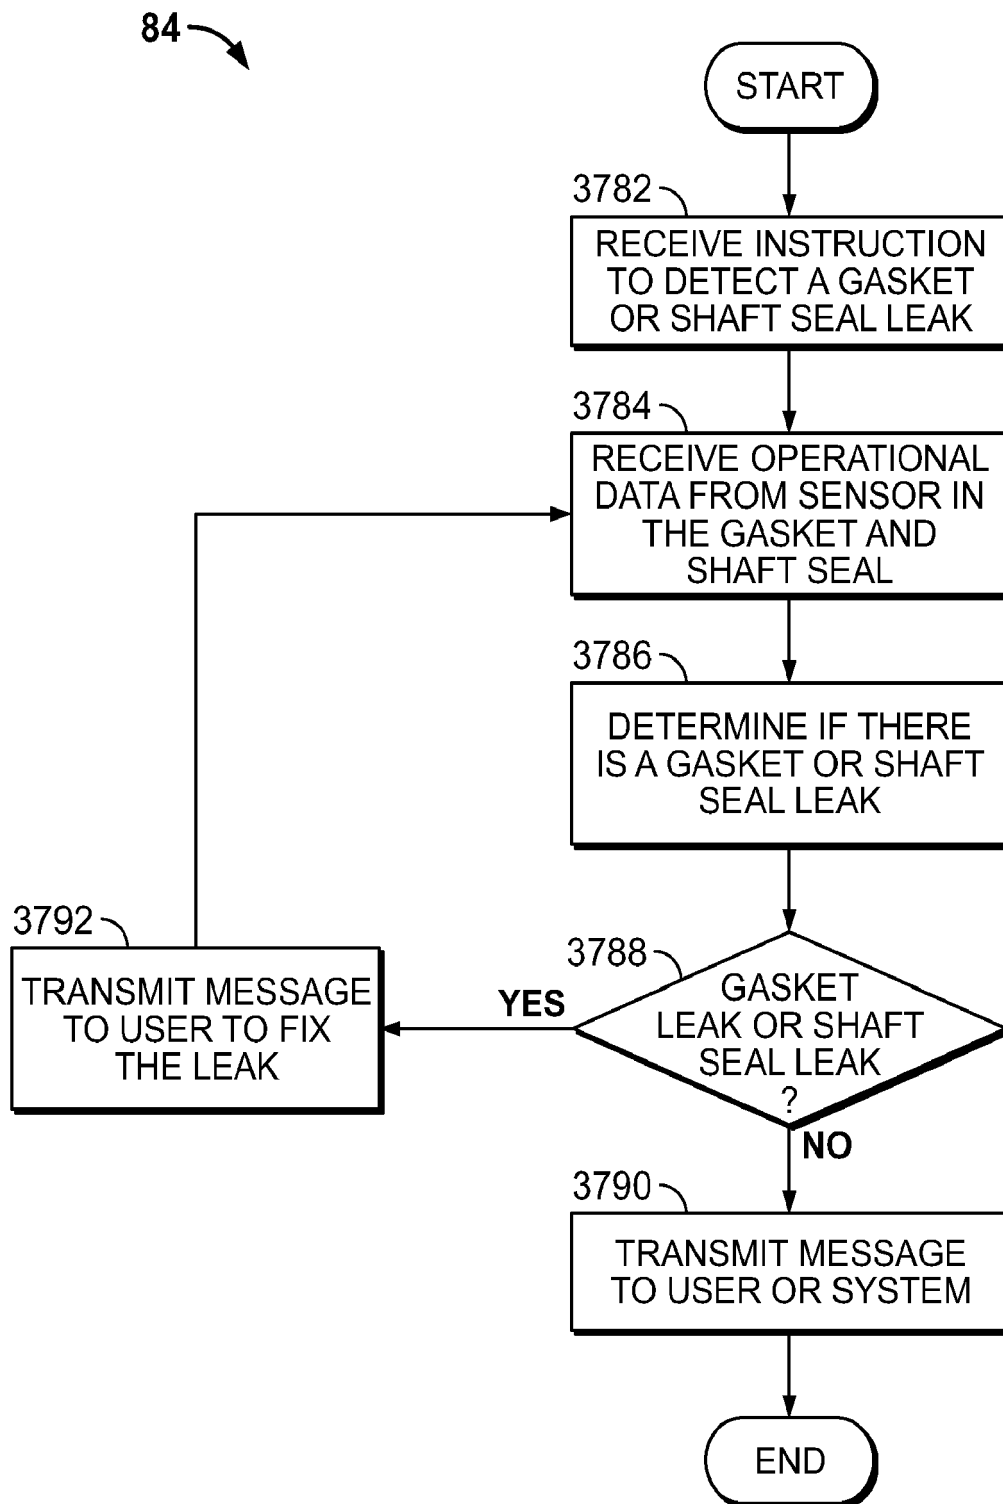 84
START
3782
RECEIVE INSTRUCTION
TO DETECT A GASKET
OR SHAFT SEAL LEAK
3784
RECEIVE OPERATIONAL
DATA FROM SENSOR IN
THE GASKET AND
SHAFT SEAL
3786
DETERMINE IF THERE
IS A GASKET OR SHAFT
SEAL LEAK
3788
GASKET
LEAK OR SHAFT
SEAL LEAK
?
YES
3792
TRANSMIT MESSAGE
TO USER TO FIX
THE LEAK
NO
3790
TRANSMIT MESSAGE
TO USER OR SYSTEM
END